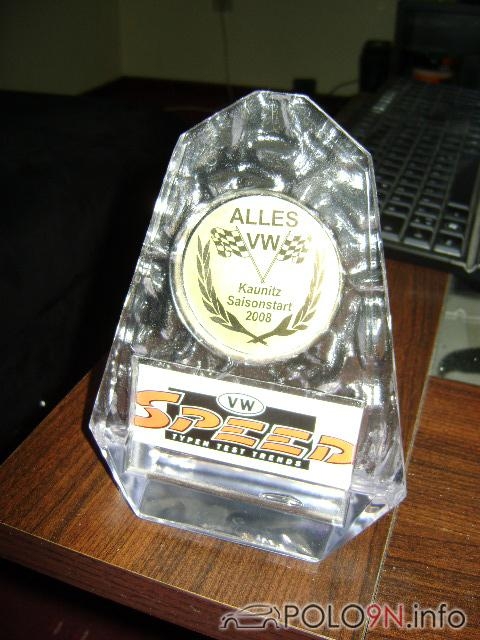 ALLES
VW
Kaunitz
Saisonstart
2008
VW
SPEED
TYPEN TEST TRENDS
POLO9N.info